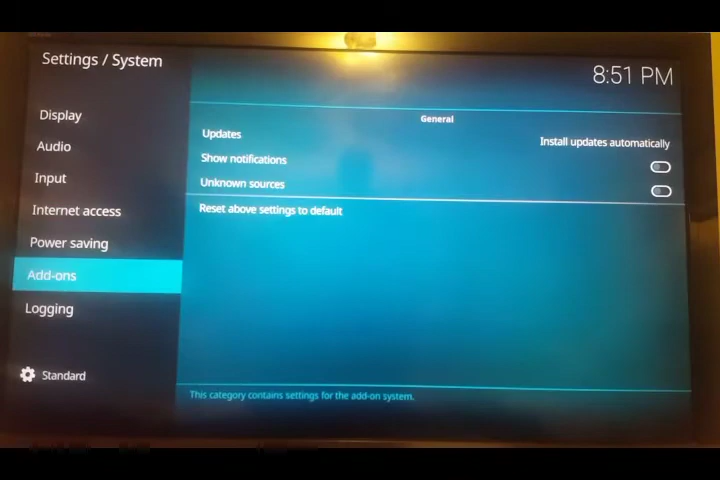 Settings / System
8:51 PM
Display
Audio
Input
Internet access
Power saving
Add-ons
Logging
Standard
General
Updates Install updates automatically
Show notifications
Unknown sources
Reset above settings to default
This category contains settings for the add-on system.